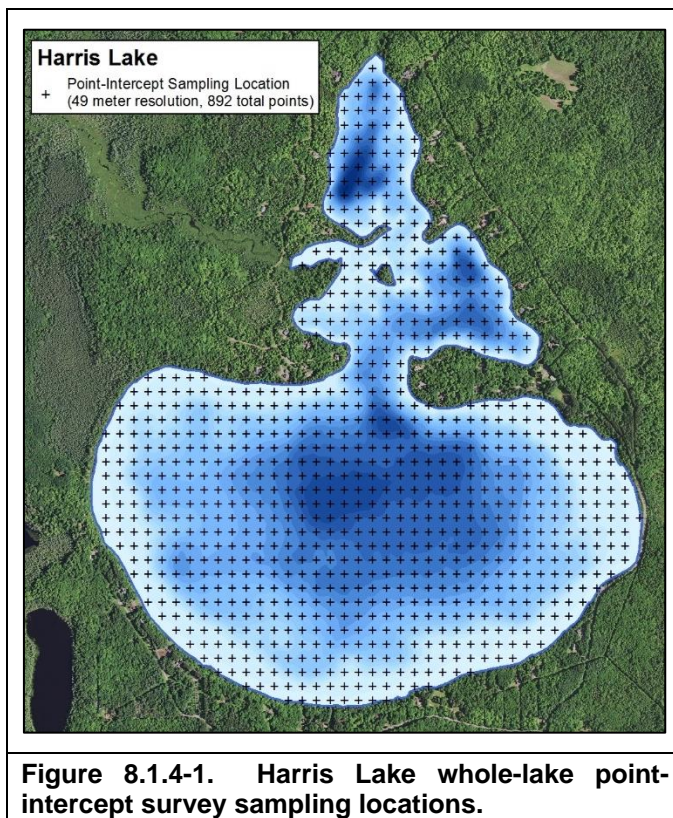 Harris Lake
+ Point-Intercept Sampling Location
(49 meter resolution, 892 total points)
Figure 8.1.4-1. Harris Lake whole-lake point-
intercept survey sampling locations.